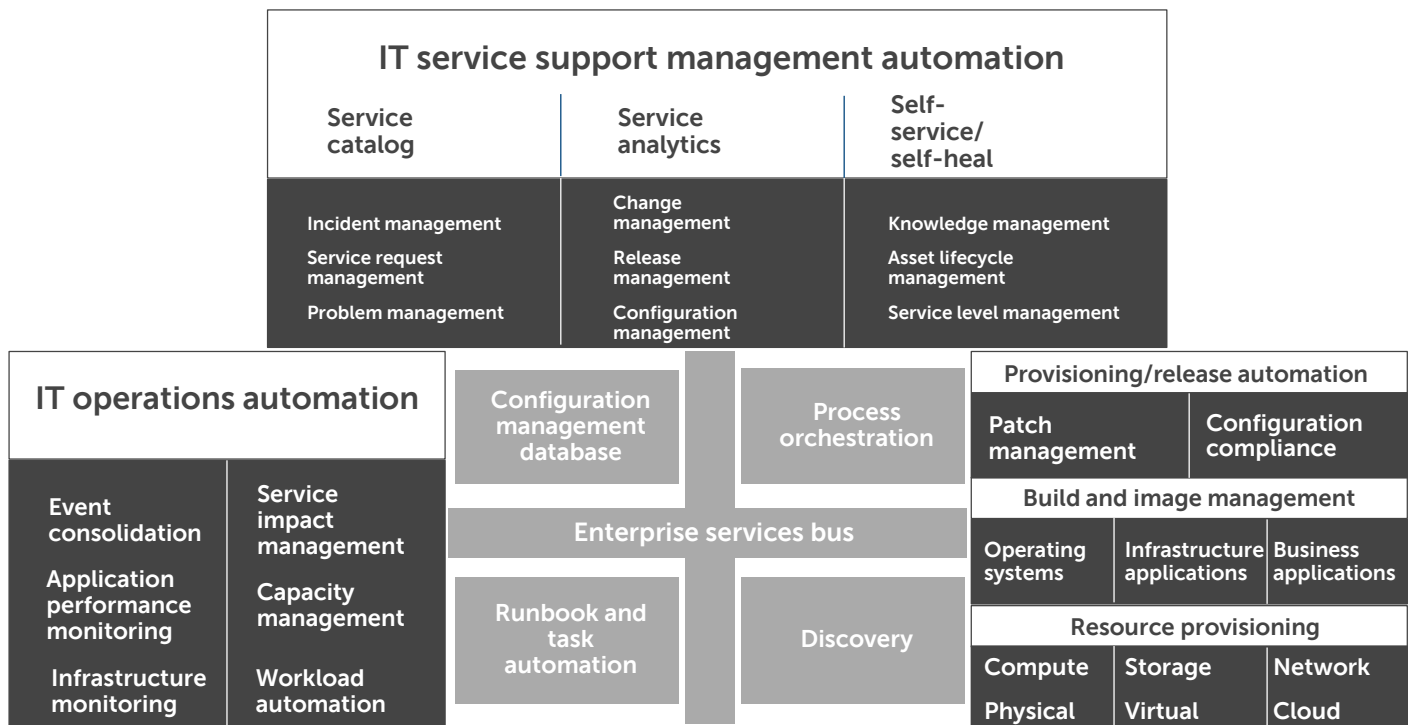 IT service support management automation
Service
catalog
Service
analytics
Self-
service/
self-heal
Incident management
Service request
management
Problem management
Change
management
Release
management
Configuration
management
Knowledge management
Asset lifecycle
management
Service level management
IT operations automation
Event
consolidation
Application
performance
monitoring
Infrastructure
monitoring
Service
impact
management
Capacity
management
Workload
automation
Configuration
management
database
Process
orchestration
Enterprise services bus
Runbook and
task
automation
Discovery
Provisioning/release automation
Patch
management
Configuration
compliance
Build and image management
Operating
systems
Infrastructure
applications
Business
applications
Resource provisioning
Compute
Storage
Network
Physical
Virtual
Cloud